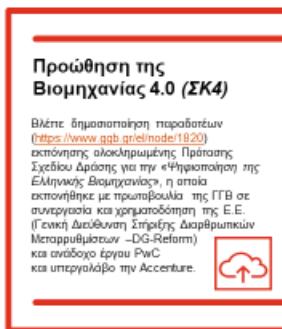 Προώθηση της
Βιομηχανίας 4.0 (ΣΚ4)
Βλέπε δημοσιοποίηση παραδοτέων
(https://www.ggb.gr/el/node/1820)
εκπόνησης ολοκληρωμένης Πρότασης
Σχεδίου Δράσης για την «Ψηφιοποίηση της
Ελληνικής Βιομηχανίας», η οποία
εκπονήθηκε με πρωτοβουλία της ΓΓΒ σε
συνεργασία και χρηματοδότηση της Ε.Ε.
(Γενική Διεύθυνση Στήριξης Διαρθρωτικών
Μεταρρυθμίσεων –DG-Reform)
και ανάδοχο έργου PwC
και υπεργολάβο την Accenture.